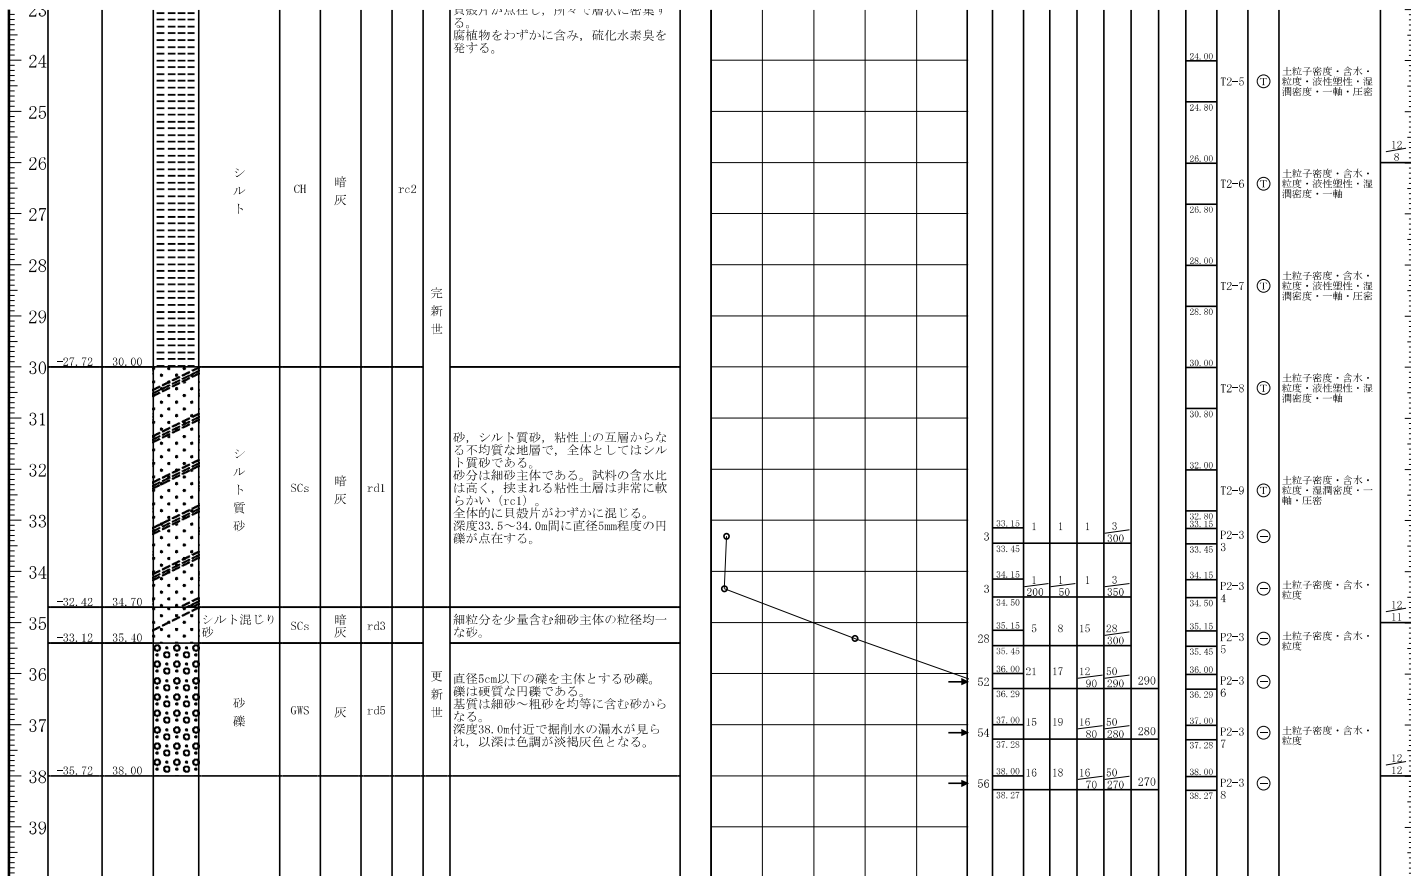 23
る。
腐植物をわずかに含み，硫化水素臭を
発する。
24
25
26
27
28
29
30
31
32
33
34
35
36
37
38
39
-27.72 30.00
-32.42 34.70
-33.12 35.40
-35.72 38.00
シルト
CH
暗灰
rc2
完新世
シルト質砂
SCs
暗灰
rd1
砂，シルト質砂，粘性土の互層からな
る不均質な地層で，全体としてはシル
ト質砂である。
砂分は細砂主体である。試料の含水比
は高く，挟まれる粘性土層は非常に軟
らかい（rc1）。
全体的に貝殻片がわずかに混じる。
深度33.5～34.0m間に直径5mm程度の円
礫が点在する。
シルト混じり
砂
SCs
暗灰
rd3
細粒分を少量含む細砂主体の粒径均一
な砂。
砂礫
GWS
灰
rd5
更新世
直径5cm以下の礫を主体とする砂礫。
礫は硬質な円礫である。
基質は細砂～粗砂を均等に含む砂から
なる。
深度38.0m付近で掘削水の漏水が見ら
れ，以深は色調が淡褐灰色となる。
3 33.15 33.45 1 1 1 3/300
3 34.15 34.50 1/200 1/50 1 3/350
28 35.15 35.45 5 8 15 28/300
52 36.00 36.29 21 17 12/90 50/290 290
54 37.00 37.28 15 19 16/80 50/280 280
56 38.00 38.27 16 18 16/70 50/270 270
24.00
24.80
T2-5
Ⓣ
土粒子密度・含水・
粒度・液性塑性・湿
潤密度・一軸・圧密
26.00
26.80
T2-6
Ⓣ
土粒子密度・含水・
粒度・液性塑性・湿
潤密度・一軸
28.00
28.80
T2-7
Ⓣ
土粒子密度・含水・
粒度・液性塑性・湿
潤密度・一軸・圧密
30.00
30.80
T2-8
Ⓣ
土粒子密度・含水・
粒度・液性塑性・湿
潤密度・一軸
32.00
32.80
T2-9
Ⓣ
土粒子密度・含水・
粒度・湿潤密度・一
軸・圧密
33.15
33.45
P2-3
3
34.15
34.50
P2-3
4
土粒子密度・含水・
粒度
35.15
35.45
P2-3
5
土粒子密度・含水・
粒度
36.00
36.29
P2-3
6
37.00
37.28
P2-3
7
土粒子密度・含水・
粒度
38.00
38.27
P2-3
8
12/8
12/11
12/12